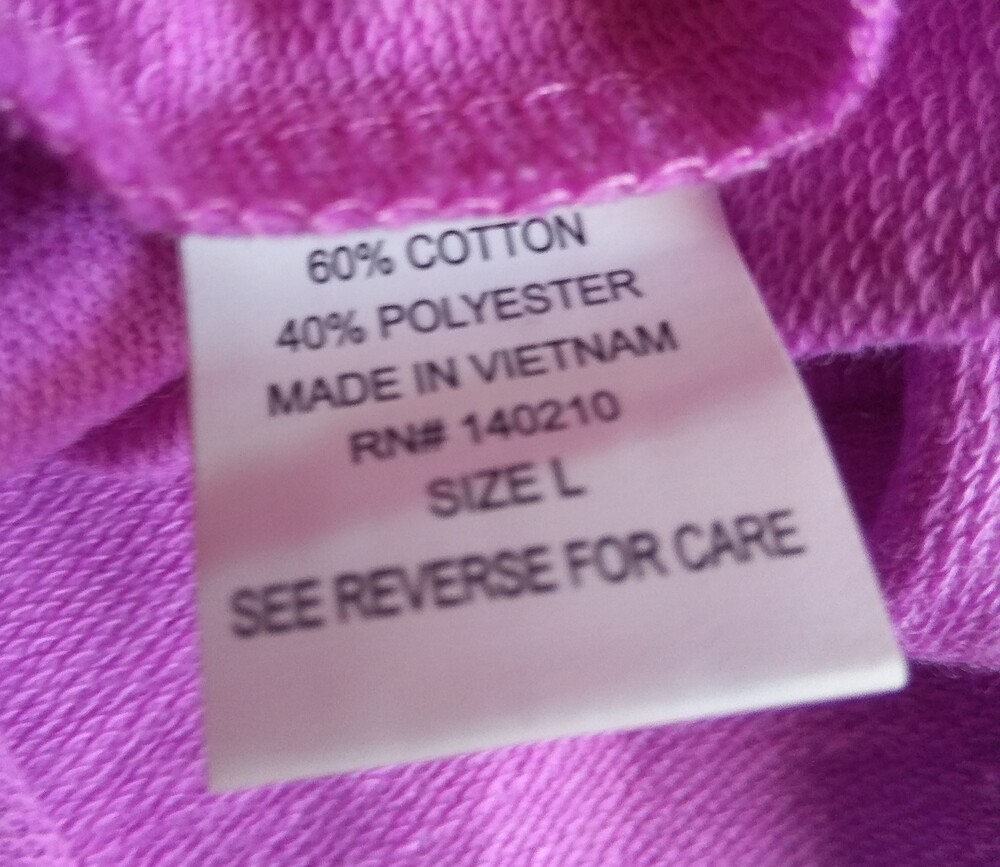 60% COTTON
40% POLYESTER
MADE IN VIETNAM
RN# 140210
SIZE L
SEE REVERSE FOR CARE